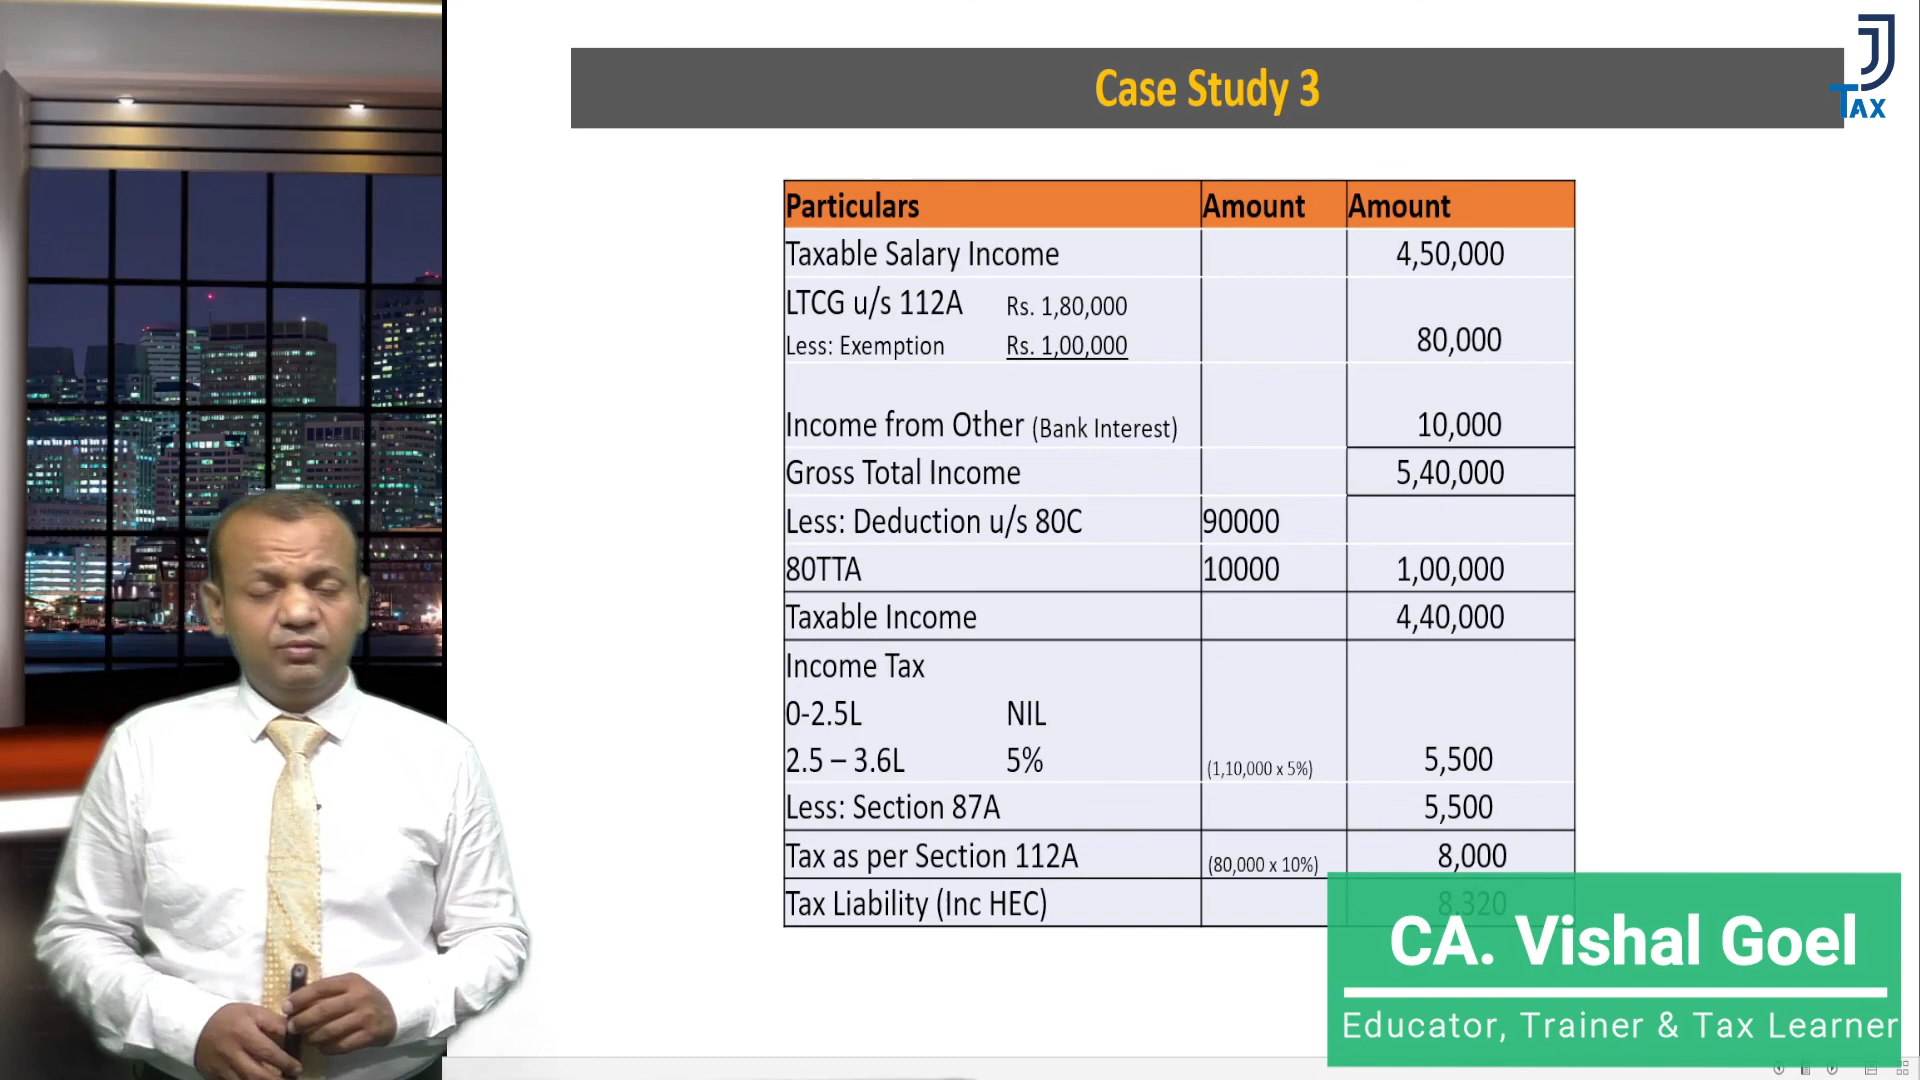 Case Study 3
J
TAX
Particulars Amount Amount
Taxable Salary Income 4,50,000
LTCG u/s 112A Rs. 1,80,000
Less: Exemption Rs. 1,00,000 80,000
Income from Other (Bank Interest) 10,000
Gross Total Income 5,40,000
Less: Deduction u/s 80C 90000
80TTA 10000 1,00,000
Taxable Income 4,40,000
Income Tax
0-2.5L NIL
2.5 – 3.6L 5% (1,10,000 x 5%) 5,500
Less: Section 87A 5,500
Tax as per Section 112A (80,000 x 10%) 8,000
Tax Liability (Inc HEC) 8,320
CA. Vishal Goel
Educator, Trainer & Tax Learner